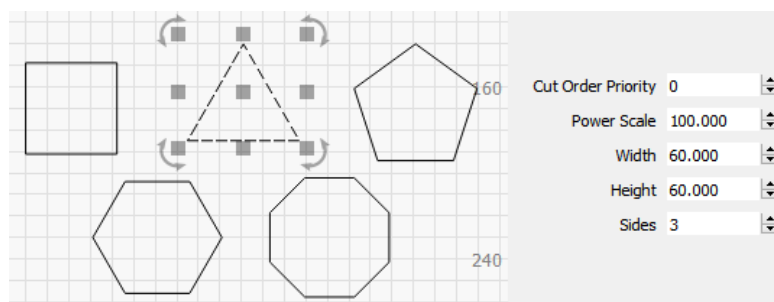 160
Cut Order Priority 0
Power Scale 100.000
Width 60.000
Height 60.000
Sides 3
240